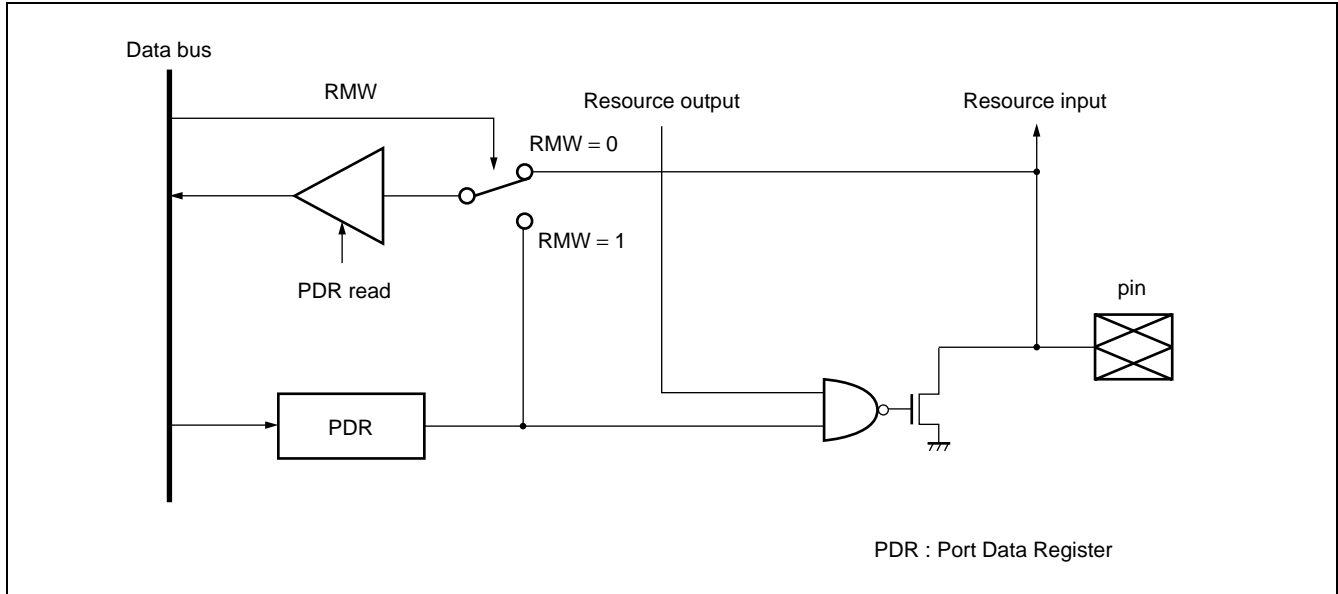 Data bus
RMW
Resource output
Resource input
RMW = 0
RMW = 1
PDR read
pin
PDR
PDR : Port Data Register